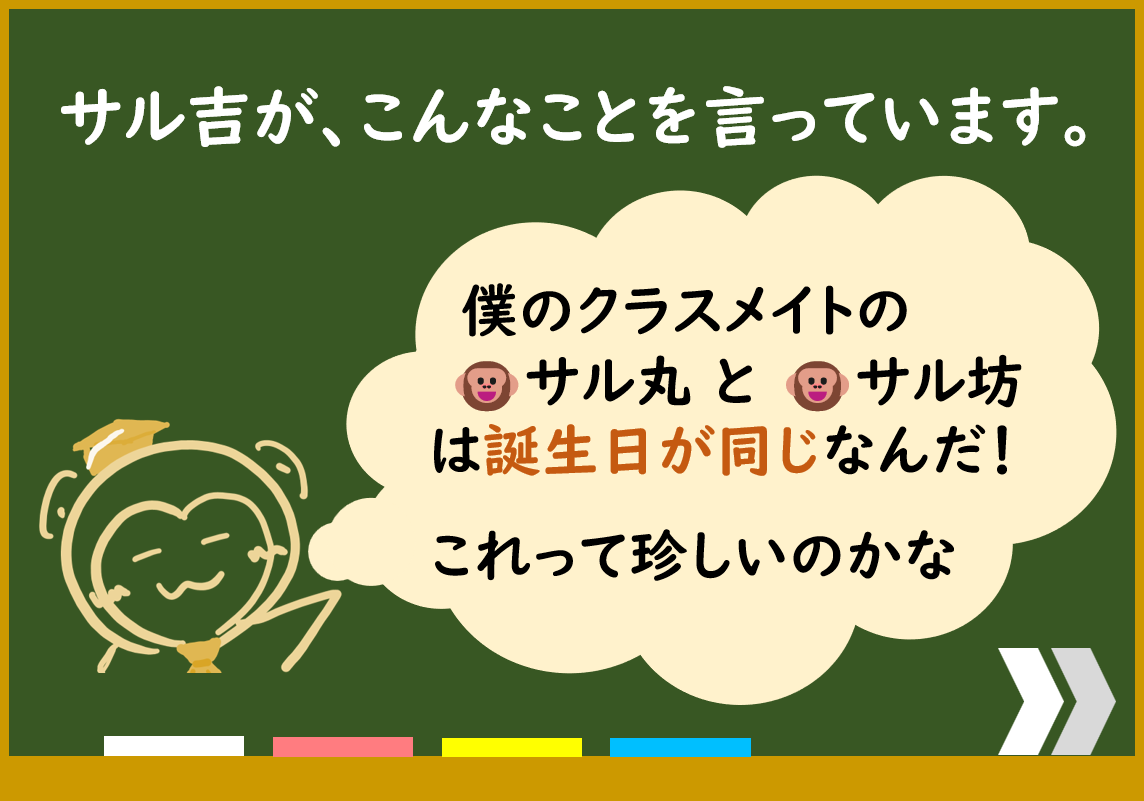 サル吉が、こんなことを言っています。
僕のクラスメイトの
サル丸 と サル坊
は誕生日が同じなんだ!
これって珍しいのかな